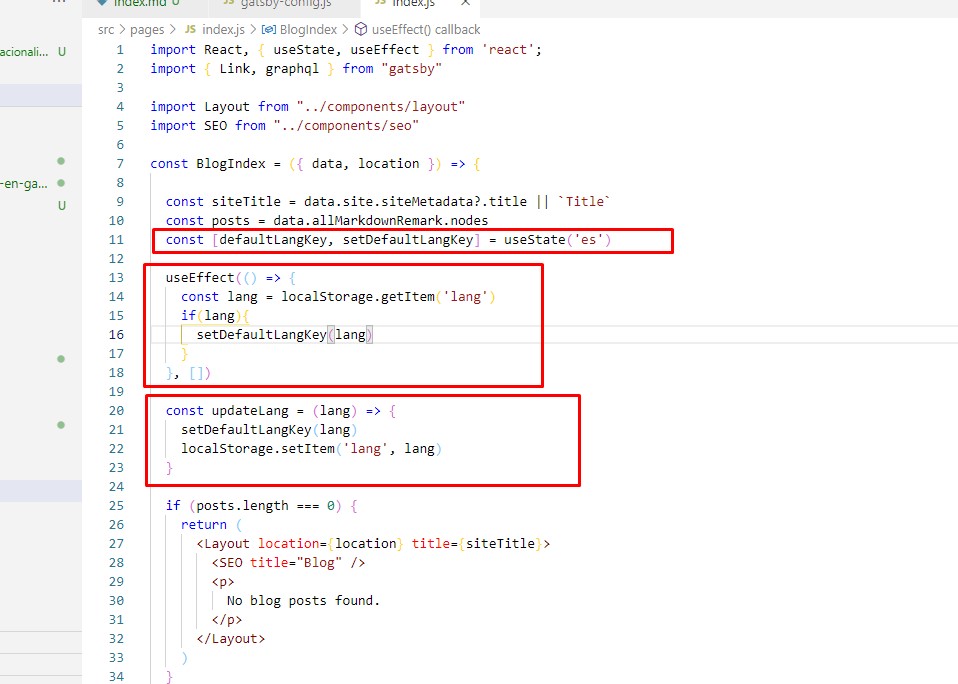 index.md U
JS gatsby-config.js
JS index.js
src > pages > JS index.js > BlogIndex > useEffect() callback
acionali... U
-en-ga...
U
1 import React, { useState, useEffect } from 'react';
2 import { Link, graphql } from "gatsby"
3
4 import Layout from "../components/layout"
5 import SEO from "../components/seo"
6
7 const BlogIndex = ({ data, location }) => {
8
9 const siteTitle = data.site.siteMetadata?.title || `Title`
10 const posts = data.allMarkdownRemark.nodes
11 const [defaultLangKey, setDefaultLangKey] = useState('es')
12
13 useEffect(() => {
14 const lang = localStorage.getItem('lang')
15 if(lang){
16 setDefaultLangKey(lang)
17 }
18 }, [])
19
20 const updateLang = (lang) => {
21 setDefaultLangKey(lang)
22 localStorage.setItem('lang', lang)
23 }
24
25 if (posts.length === 0) {
26 return (
27 <Layout location={location} title={siteTitle}>
28 <SEO title="Blog" />
29 <p>
30 No blog posts found.
31 </p>
32 </Layout>
33 )
34 }